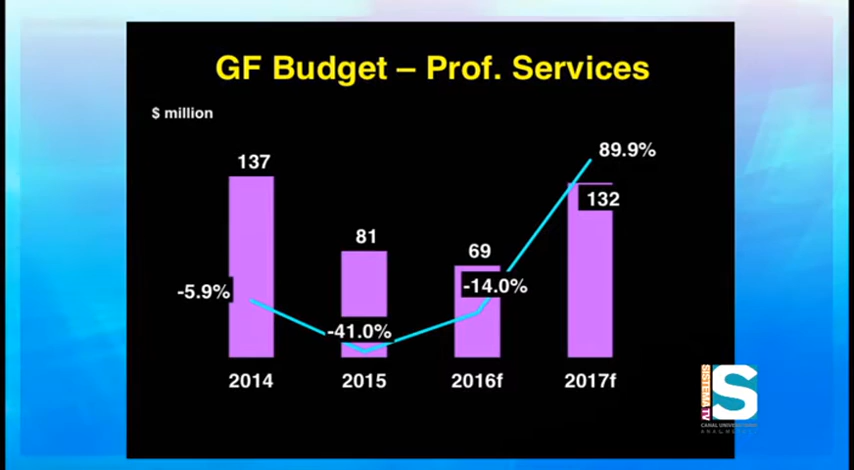 GF Budget – Prof. Services
$ million
137
81
69
132
-5.9%
-41.0%
-14.0%
89.9%
2014
2015
2016f
2017f
SISTEMA TV
S